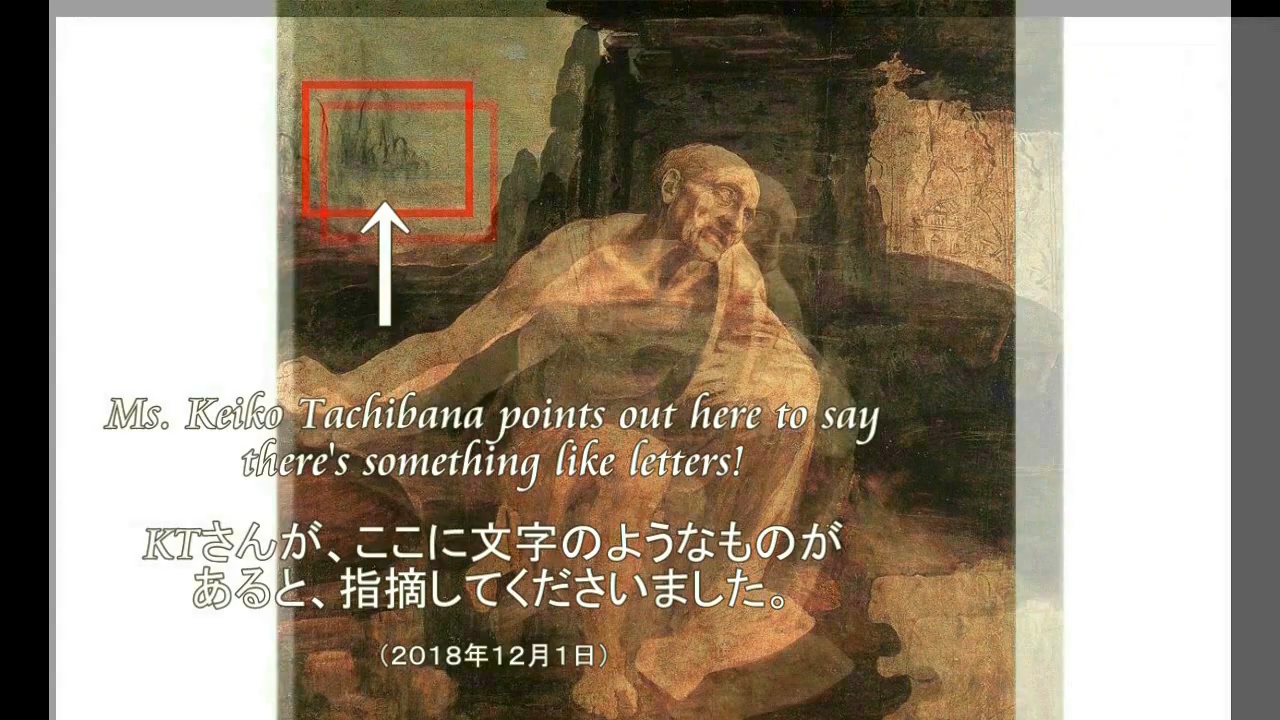 Ms. Keiko Tachibana points out here to say
there's something like letters!
KTさんが、ここに文字のようなものが
あると、指摘してくださいました。
（2018年12月1日）